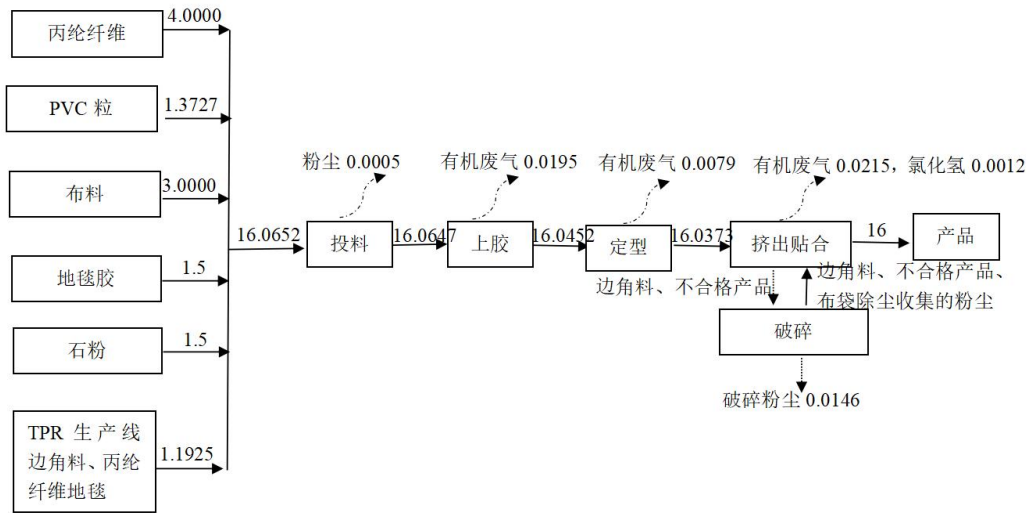 丙纶纤维
4.0000
PVC 粒
1.3727
布料
3.0000
地毯胶
1.5
石粉
1.5
TPR 生产线
边角料、丙纶
纤维地毯
1.1925
16.0652
投料
粉尘 0.0005
16.0647
上胶
有机废气 0.0195
16.0452
定型
有机废气 0.0079
16.0373
挤出贴合
有机废气 0.0215，氯化氢 0.0012
16
产品
边角料、不合格产品
边角料、不合格产品、
布袋除尘收集的粉尘
破碎
破碎粉尘 0.0146